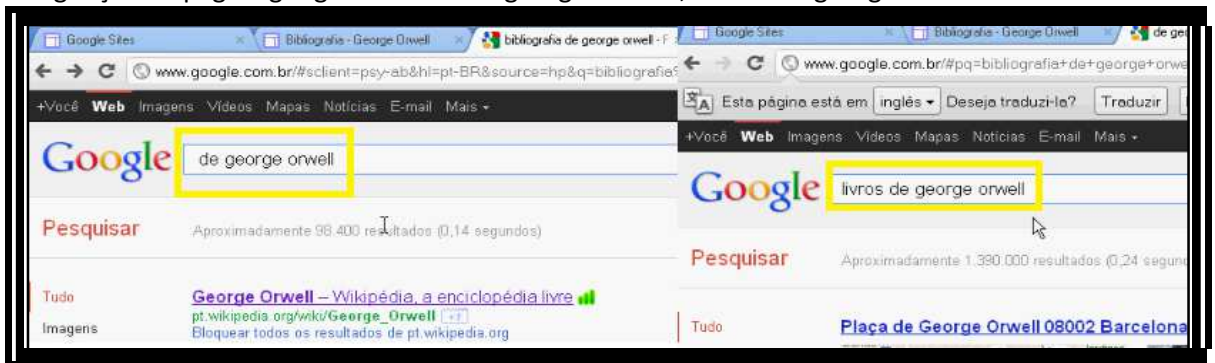 Google Sites
Bibliografia - George Orwell
bibliografia de george orwell - P
www.google.com.br/#sclient=psy-ab&hl=pt-BR&source=hp&q=bibliografia
+Você Web Imagens Vídeos Mapas Notícias E-mail Mais
Google
de george orwell
Pesquisar
Aproximadamente 98.400 resultados (0,14 segundos)
Tudo
George Orwell – Wikipédia, a enciclopédia livre
pt.wikipedia.org/wiki/George_Orwell +1
Imagens
Bloquear todos os resultados de pt.wikipedia.org
Google Sites
Bibliografia - George Orwell
de geo
www.google.com.br/#pq=bibliografia+de+george+orwe
Esta página está em inglês Deseja traduzi-la? Traduzir
+Você Web Imagens Vídeos Mapas Notícias E-mail Mais
Google
livros de george orwell
Pesquisar
Aproximadamente 1.390.000 resultados (0,24 segund
Tudo
Plaça de George Orwell 08002 Barcelona